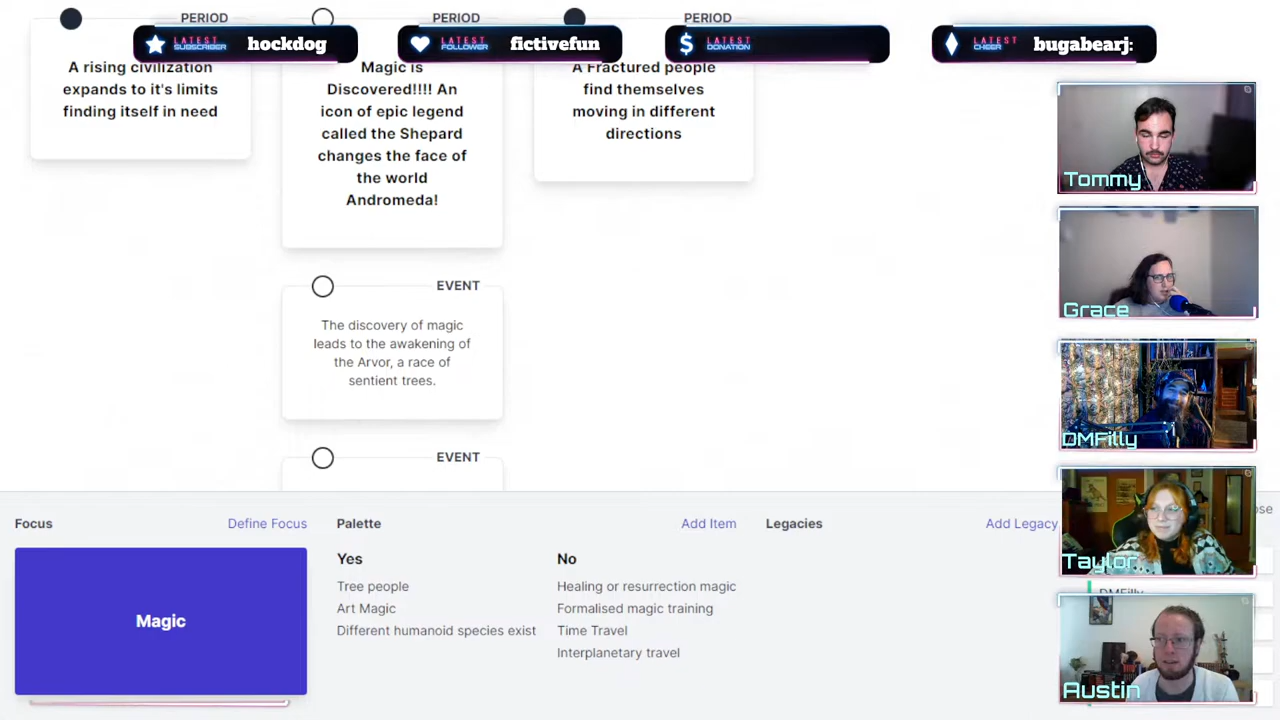 PERIOD
PERIOD
PERIOD
LATEST
SUBSCRIBER
hockdog
LATEST
FOLLOWER
fictivefun
LATEST
DONATION
LATEST
CHEER
bugabearj:
A rising civilization
expands to it's limits
finding itself in need
Magic is
Discovered!!!! An
icon of epic legend
called the Shepard
changes the face of
the world
Andromeda!
A Fractured people
find themselves
moving in different
directions
EVENT
The discovery of magic
leads to the awakening of
the Arvor, a race of
sentient trees.
EVENT
Focus
Define Focus
Magic
Palette
Add Item
Yes
Tree people
Art Magic
Different humanoid species exist
No
Healing or resurrection magic
Formalised magic training
Time Travel
Interplanetary travel
Legacies
Add Legacy
Tommy
Grace
DMFilly
Taylor
DMFilly
Austin